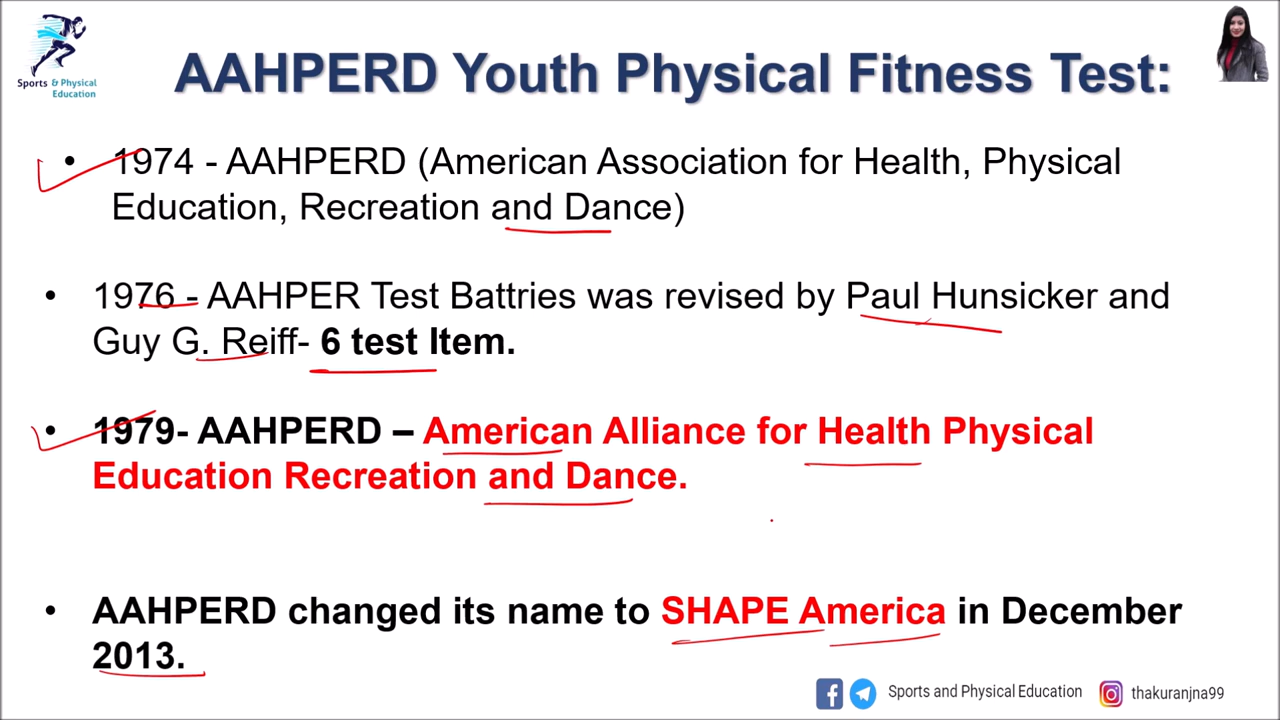 Sports & Physical
Education
AAHPERD Youth Physical Fitness Test:
• 1974 - AAHPERD (American Association for Health, Physical
Education, Recreation and Dance)
• 1976 - AAHPER Test Battries was revised by Paul Hunsicker and
Guy G. Reiff- 6 test Item.
• 1979- AAHPERD – American Alliance for Health Physical
Education Recreation and Dance.
• AAHPERD changed its name to SHAPE America in December
2013.
Sports and Physical Education thakuranjna99